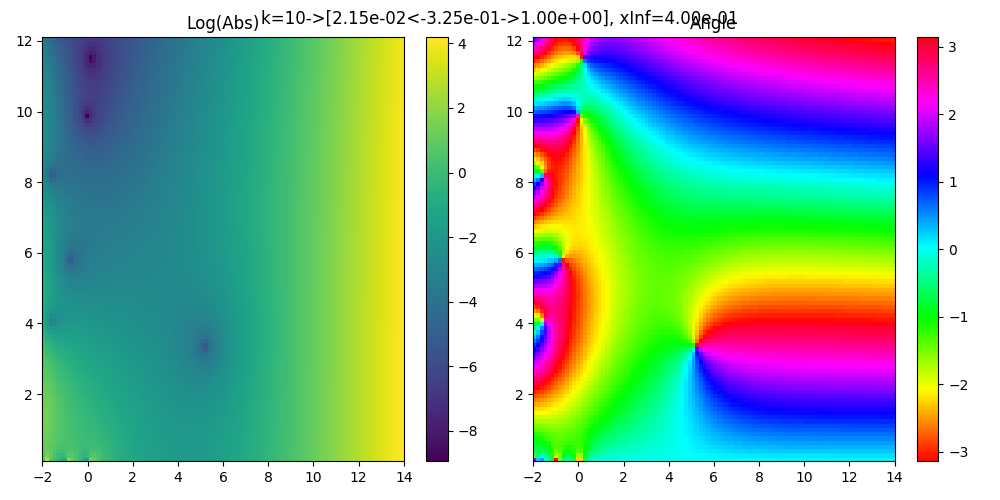 k=10->[2.15e-02<-3.25e-01->1.00e+00], xInf=4.00e-01
Log(Abs) Angle
12 4 12 3
10 2 10 2
8 0 8 1
6 −2 6 0
4 −4 4 −1
2 −6 2 −2
−8 −3
−2 0 2 4 6 8 10 12 14 −2 0 2 4 6 8 10 12 14